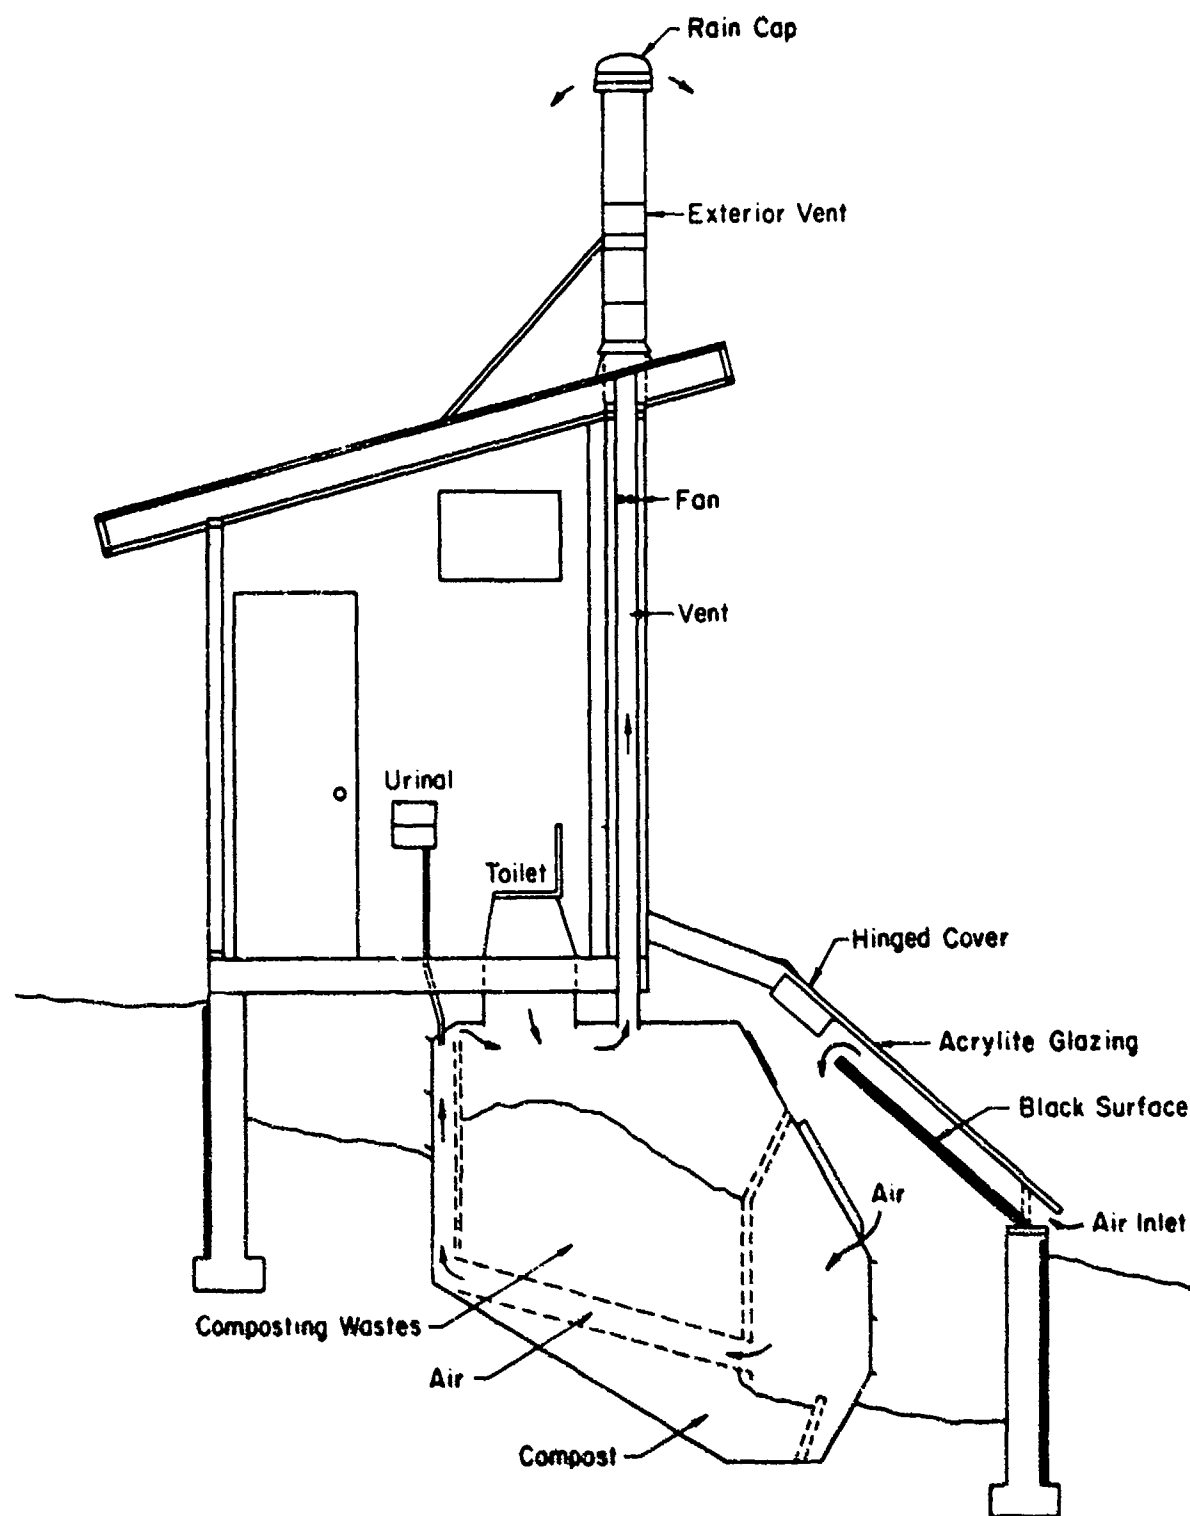 Rain Cap
Exterior Vent
Fan
Vent
Urinal
Toilet
Hinged Cover
Acrylite Glazing
Black Surface
Air
Air Inlet
Composting Wastes
Air
Compost